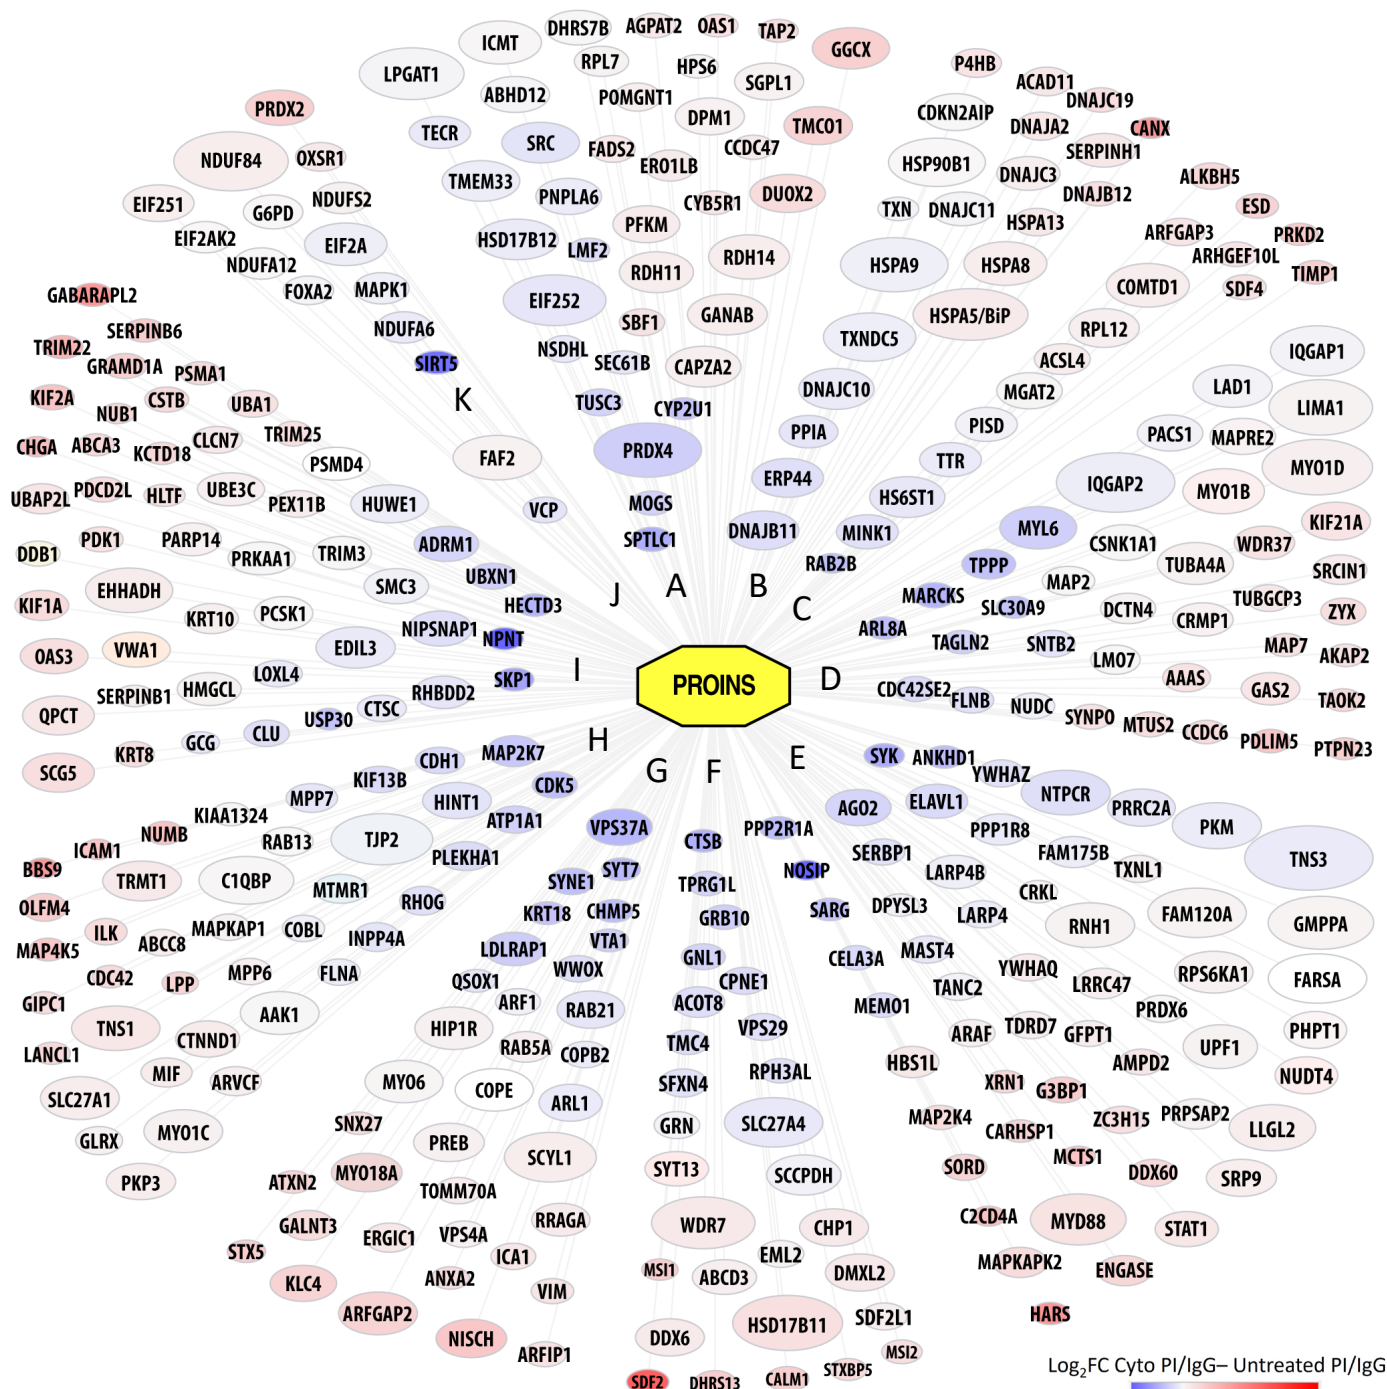 DHRS7B AGPAT2 OAS1 TAP2
ICMT GGCX
LPGAT1 RPL7 HPS6 SGPL1 P4HB ACAD11
ABHD12 POMGNT1 CDKN2AIP DNAJC19
PRDX2 DPM1 TMCO1 DNAJA2 CANX
TECR SRC FADS2 CCDC47 SERPINH1
NDUF84 OXSR1 ERO1LB HSP90B1 DNAJC3
TMEM33 PNPLA6 CYB5R1 DUOX2 DNAJB12 ALKBH5
EIF251 G6PD NDUFS2 TXN DNAJC11 HSPA13 ESD
EIF2AK2 EIF2A HSD17B12 LMF2 PFKM ARFGAP3 PRKD2
NDUFA12 RDH11 RDH14 HSPA9 HSPA8 ARHGEF10L TIMP1
FOXA2 MAPK1 COMTD1 SDF4
GABARAPL2 EIF252 GANAB HSPA5/BiP
SERPINB6 NDUFA6 SBF1 TXNDC5 RPL12
TRIM22 GRAMD1A PSMA1 SIRT5 NSDHL SEC61B CAPZA2 ACSL4 IQGAP1
KIF2A NUB1 CSTB UBA1 K TUSC3 CYP2U1 DNAJC10 MGAT2 LAD1 LIMA1
CHGA ABCA3 KCTD18 CLCN7 TRIM25 PRDX4 PPIA PISD PACS1 MAPRE2
PSMD4 FAF2 TTR MYO1D
UBAP2L PDCD2L HLTF UBE3C PEX11B HUWE1 VCP MOGS ERP44 HS6ST1 IQGAP2 MYO1B
DDB1 PDK1 PARP14 PRKAA1 TRIM3 ADRM1 SPTLC1 DNAJB11 MINK1 MYL6 CSNK1A1 WDR37 KIF21A
EHHADH SMC3 UBXN1 J A B RAB2B TPPP MAP2 TUBA4A SRCIN1
KIF1A KRT10 PCSK1 HECTD3 C MARCKS SLC30A9 DCTN4 TUBGCP3 ZYX
OAS3 VWA1 EDIL3 NIPSNAP1 NPNT ARL8A TAGLN2 SNTB2 CRMP1 MAP7 AKAP2
LOXL4 I PROINS D LMO7
SERPINB1 HMGCL RHBDD2 SKP1 CDC42SE2 FLNB NUDC AAAS GAS2 TAOK2
QPCT CLU USP30 CTSC SYNPO MTUS2 CCDC6 PDLIM5 PTPN23
SCG5 KRT8 GCG H MAP2K7 G F E SYK ANKHD1
MPP7 KIF13B CDH1 CDK5 YWHAZ NTPCR PRRC2A
KIAA1324 HINT1 ATP1A1 VPS37A CTSB PPP2R1A AGO2 ELAVL1 PPP1R8 PKM
ICAM1 NUMB RAB13 TJP2 PLEKHA1 SERBP1 FAM175B TNS3
BBS9 TRMT1 C1QBP MTMR1 SYNE1 SYT7 TPRG1L NOSIP LARP4B TXNL1
OLFM4 RHOG KRT18 CHMP5 GRB10 SARG DPYSL3 CRKL
ILK ABCC8 MAPKAP1 COBL INPP4A VTA1 LARP4 RNH1 FAM120A GMPPA
MAP4K5 LDLRAP1 GNL1 CELA3A MAST4
CDC42 LPP MPP6 FLNA QSOX1 WWOX CPNE1 TANC2 YWHAQ LRRC47 RPS6KA1 FARSA
GIPC1 AAK1 ARF1 RAB21 ACOT8 MEMO1 PRDX6
TNS1 CTNND1 HIP1R VPS29 ARAF TDRD7 GFPT1 UPF1 PHPT1
LANCL1 MIF ARVCF RAB5A COPB2 TMC4 HBS1L AMPD2 NUDT4
SLC27A1 MYO6 COPE SFXN4 RPH3AL XRN1 G3BP1
GLRX MYO1C SNX27 ARL1 GRN SLC27A4 MAP2K4 CARHSP1 ZC3H15 PRPSAP2 LLGL2
PKP3 ATXN2 MYO18A PREB SCYL1 SYT13 SCCPDH SORD MCTS1 DDX60 SRP9
TOMM70A
STX5 GALNT3 ERGIC1 VPS4A RRAGA WDR7 CHP1 C2CD4A MYD88 STAT1
KLC4 ANXA2 ICA1 MSI1 ABCD3 EML2 DMXL2 MAPKAPK2 ENGASE
ARFGAP2 VIM
NISCH ARFIP1 DDX6 HSD17B11 SDF2L1 HARS
SDF2 DHRS13 CALM1 STXBP5 MSI2
Log2FC Cyto PI/IgG– Untreated PI/IgG